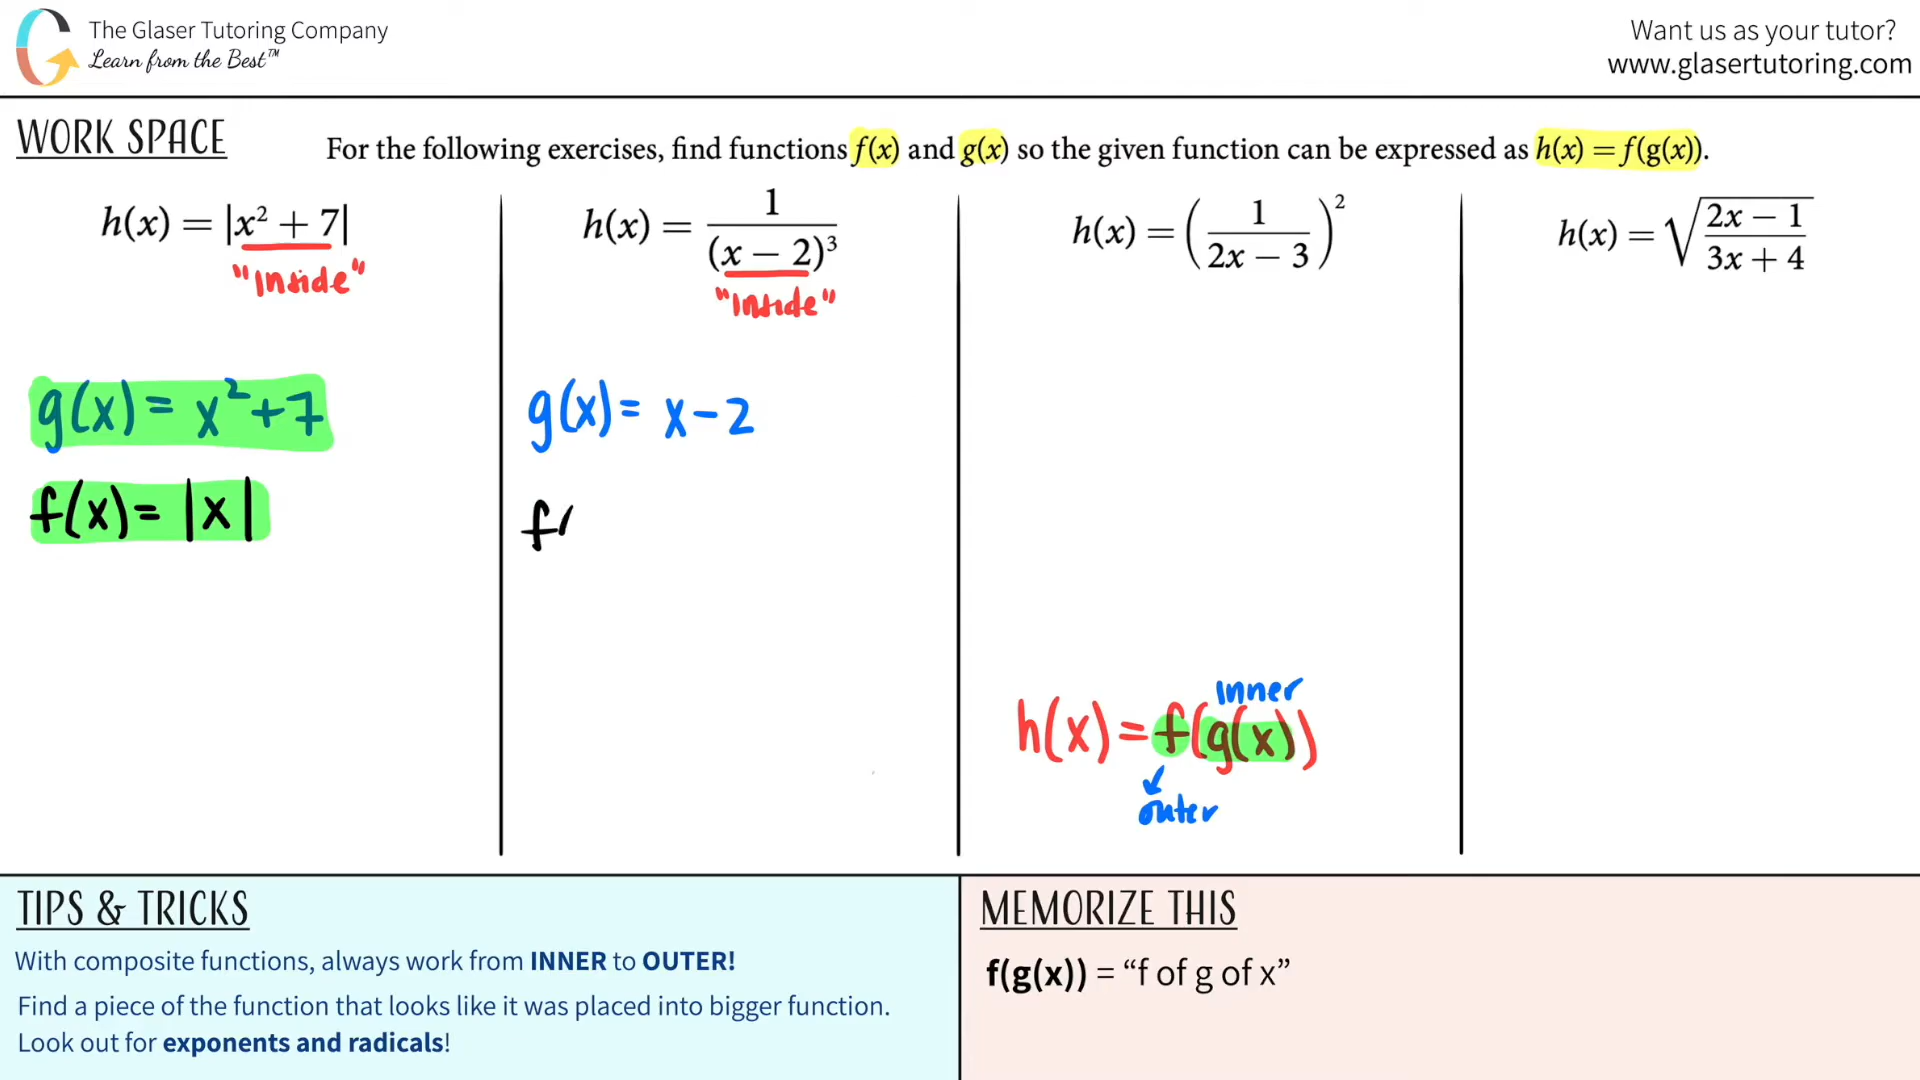 The Glaser Tutoring Company
Learn from the Best™
Want us as your tutor?
www.glasertutoring.com
WORK SPACE
For the following exercises, find functions f(x) and g(x) so the given function can be expressed as h(x) = f(g(x)).
h(x) = |x² + 7|
"Inside"
g(x) = x² + 7
f(x) = |x|
h(x) = 1/(x − 2)³
"Inside"
g(x) = x − 2
f(
h(x) = (1/(2x − 3))²
inner
h(x) = f(g(x))
outer
h(x) = √((2x − 1)/(3x + 4))
TIPS & TRICKS
With composite functions, always work from INNER to OUTER!
Find a piece of the function that looks like it was placed into bigger function.
Look out for exponents and radicals!
MEMORIZE THIS
f(g(x)) = “f of g of x”